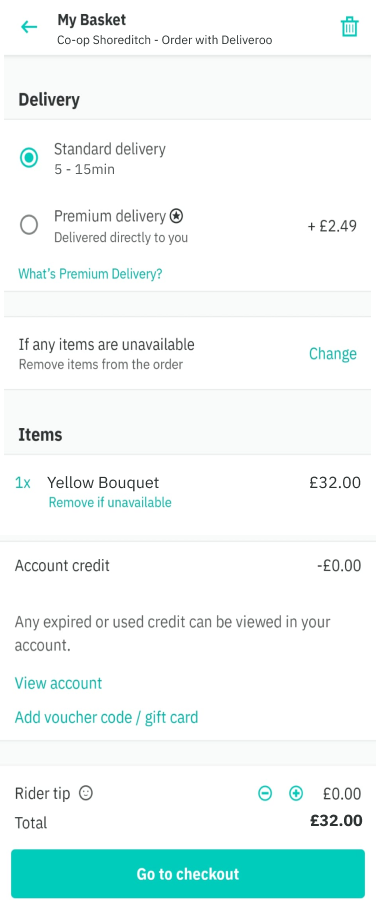 My Basket
Co-op Shoreditch - Order with Deliveroo
Delivery
Standard delivery
5 - 15min
Premium delivery
+ £2.49
Delivered directly to you
What's Premium Delivery?
If any items are unavailable
Remove items from the order
Change
Items
1x Yellow Bouquet £32.00
Remove if unavailable
Account credit -£0.00
Any expired or used credit can be viewed in your
account.
View account
Add voucher code / gift card
Rider tip £0.00
Total £32.00
Go to checkout